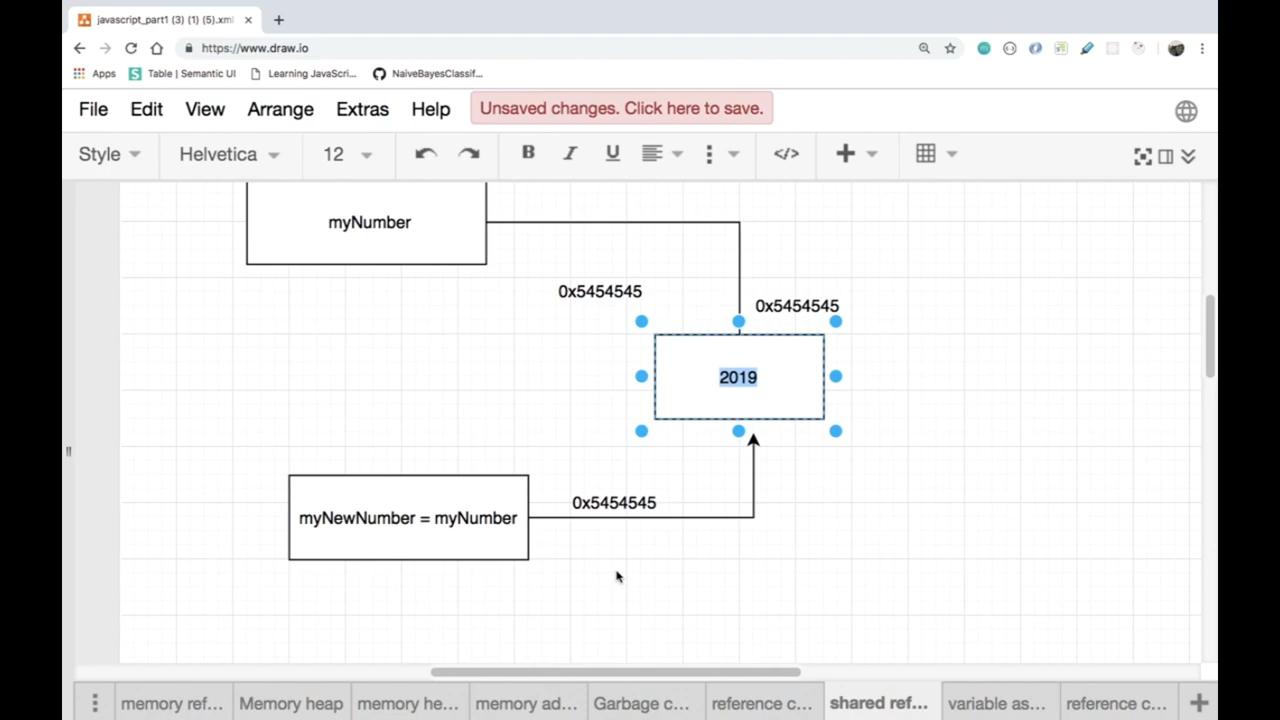 javascript_part1 (3) (1) (5).xml
https://www.draw.io
Apps
Table | Semantic UI
Learning JavaScri...
NaiveBayesClassif...
File
Edit
View
Arrange
Extras
Help
Unsaved changes. Click here to save.
Style
Helvetica
12
B
I
U
</>
myNumber
0x5454545
0x5454545
2019
0x5454545
myNewNumber = myNumber
memory ref...
Memory heap
memory he...
memory ad...
Garbage c...
reference c...
shared ref...
variable as...
reference c...